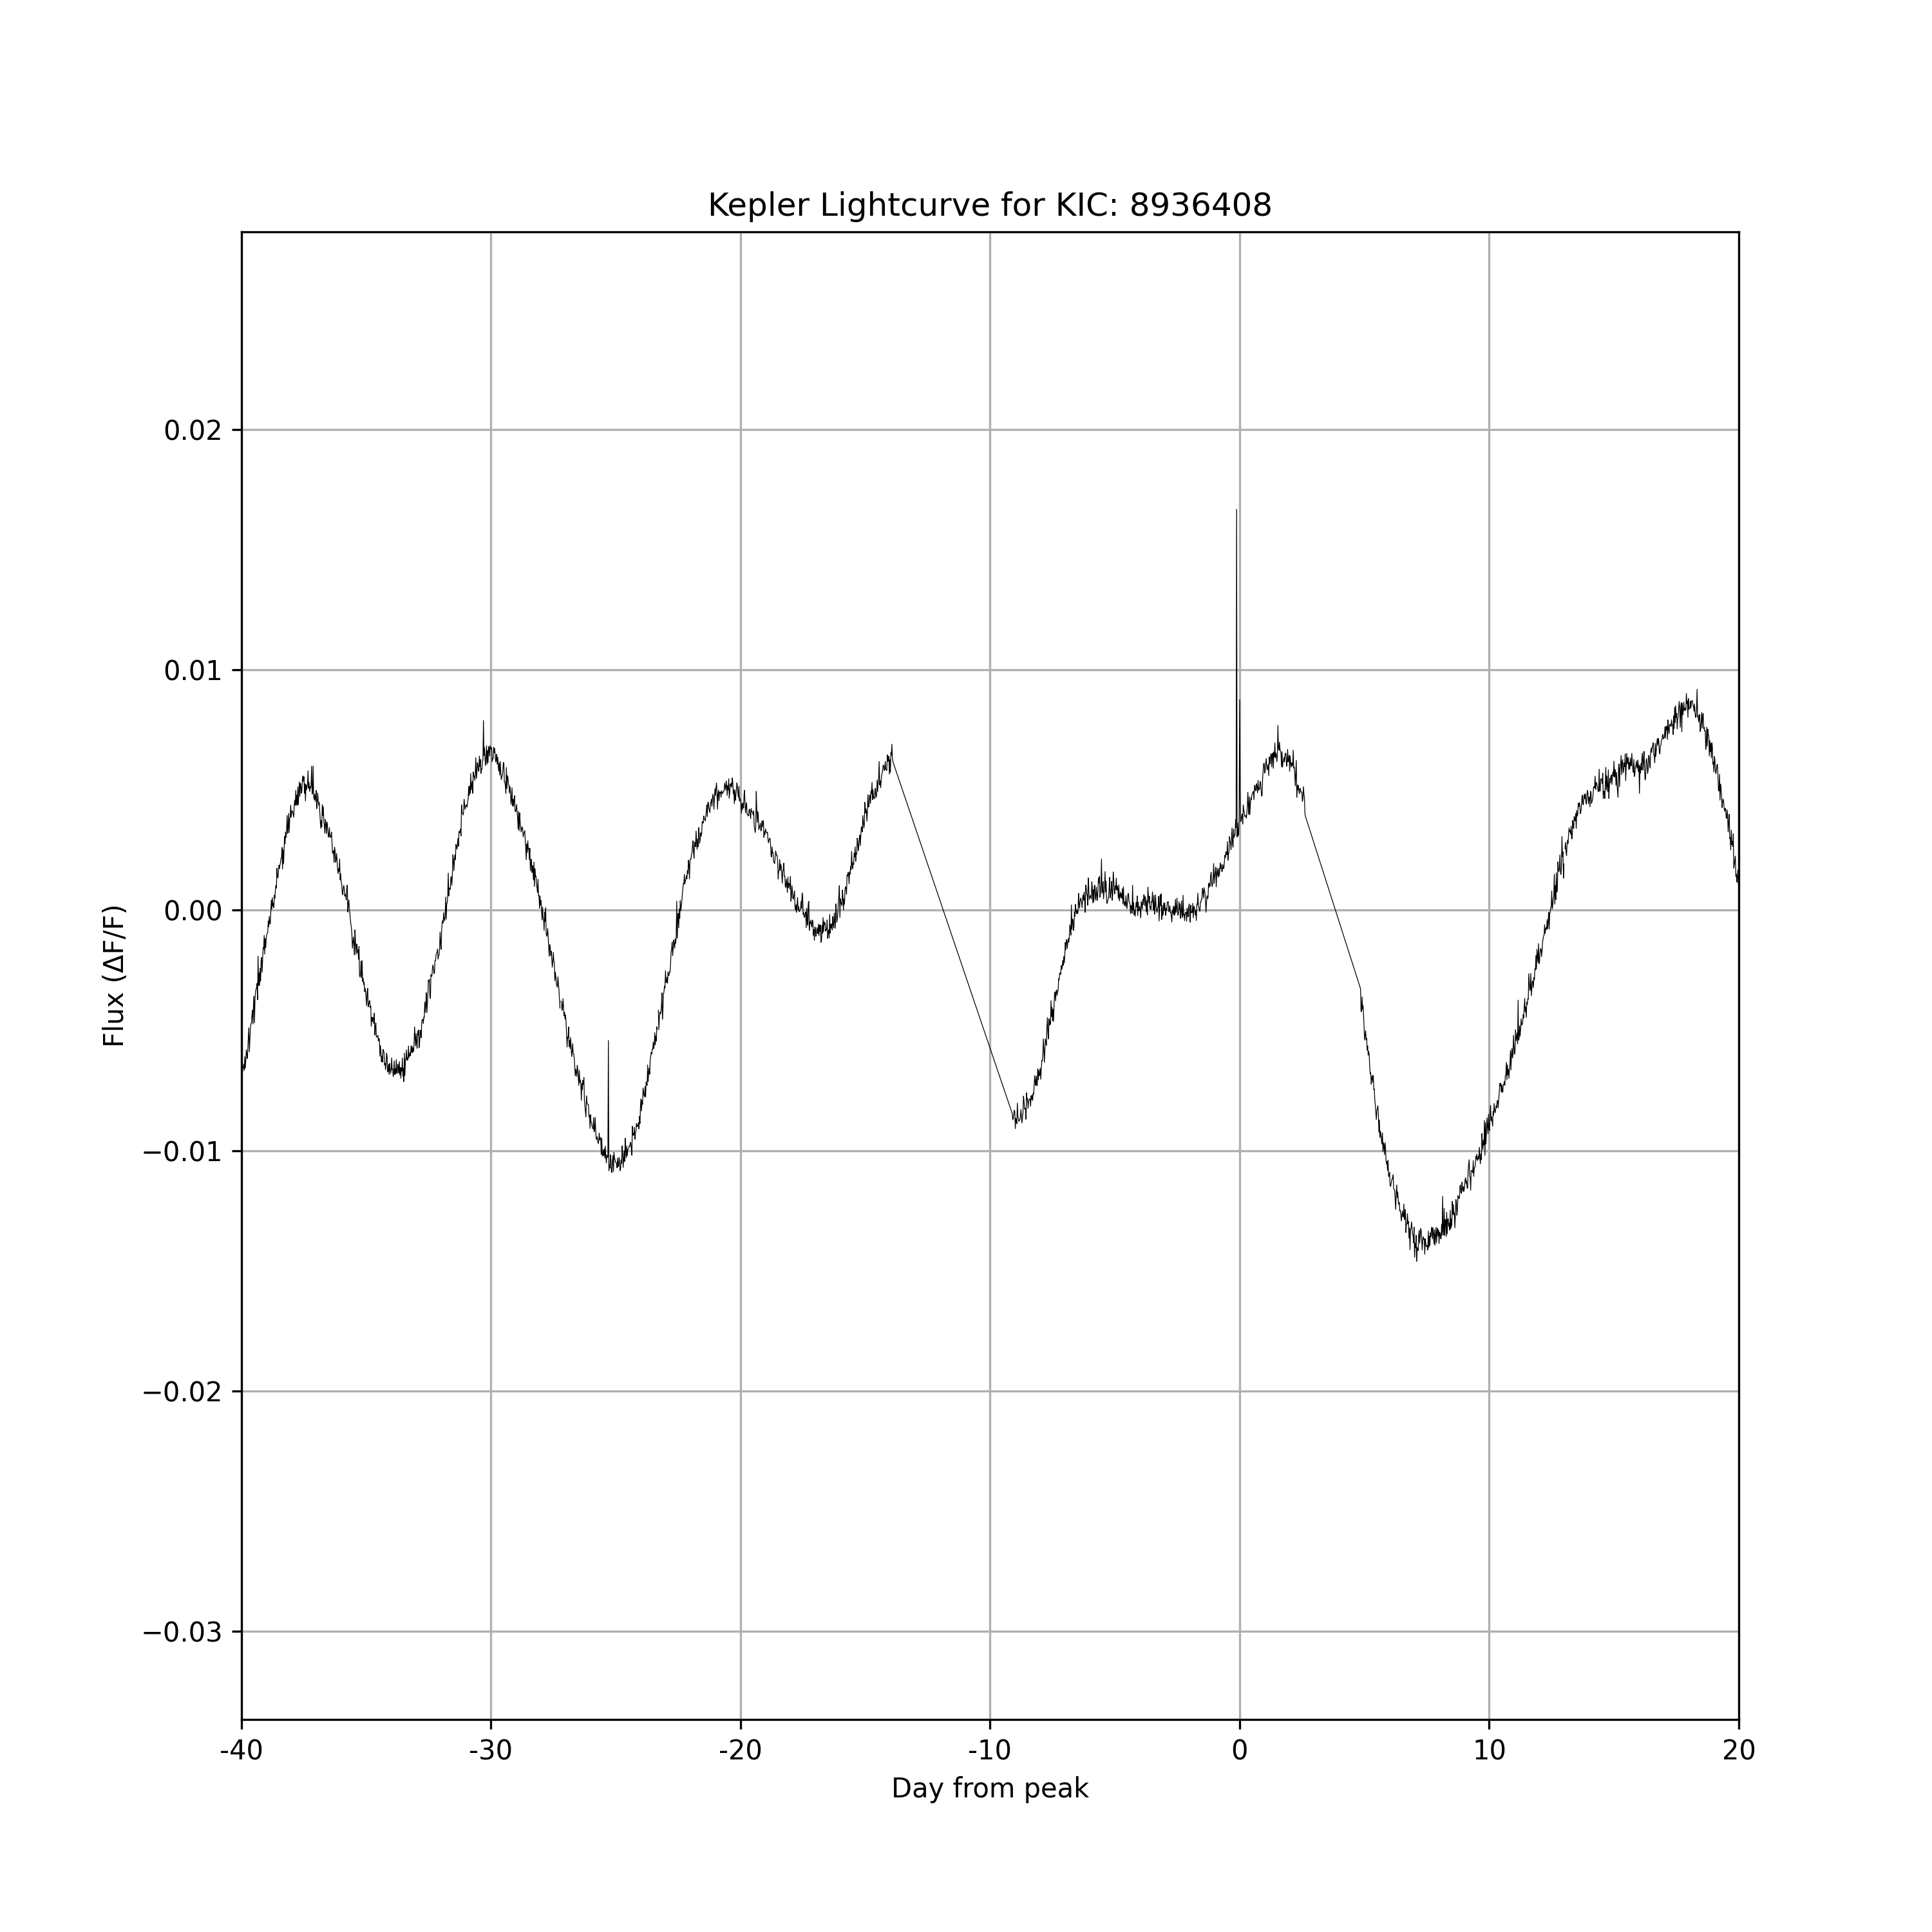 Kepler Lightcurve for KIC: 8936408
Flux (ΔF/F)
0.02
0.01
0.00
−0.01
−0.02
−0.03
-40 -30 -20 -10 0 10 20
Day from peak